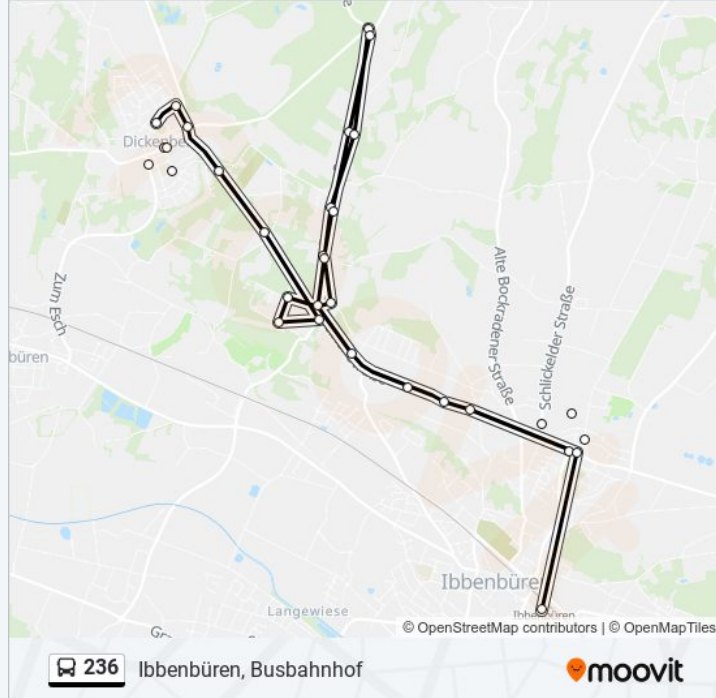 e
Dickenbe
Zum Esch
büren
Alte Bockradener Straße
Schlickelder Straße
Ibbenbüre
Ibbenbüren
Langewiese
Gr
© OpenStreetMap contributors | © OpenMapTiles
236
Ibbenbüren, Busbahnhof
moovit